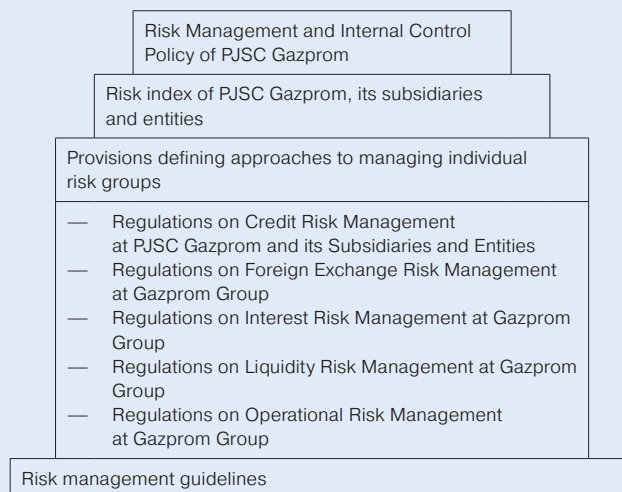 Risk Management and Internal Control
Policy of PJSC Gazprom
Risk index of PJSC Gazprom, its subsidiaries
and entities
Provisions defining approaches to managing individual
risk groups
— Regulations on Credit Risk Management
at PJSC Gazprom and its Subsidiaries and Entities
— Regulations on Foreign Exchange Risk Management
at Gazprom Group
— Regulations on Interest Risk Management at Gazprom
Group
— Regulations on Liquidity Risk Management at Gazprom
Group
— Regulations on Operational Risk Management
at Gazprom Group
Risk management guidelines